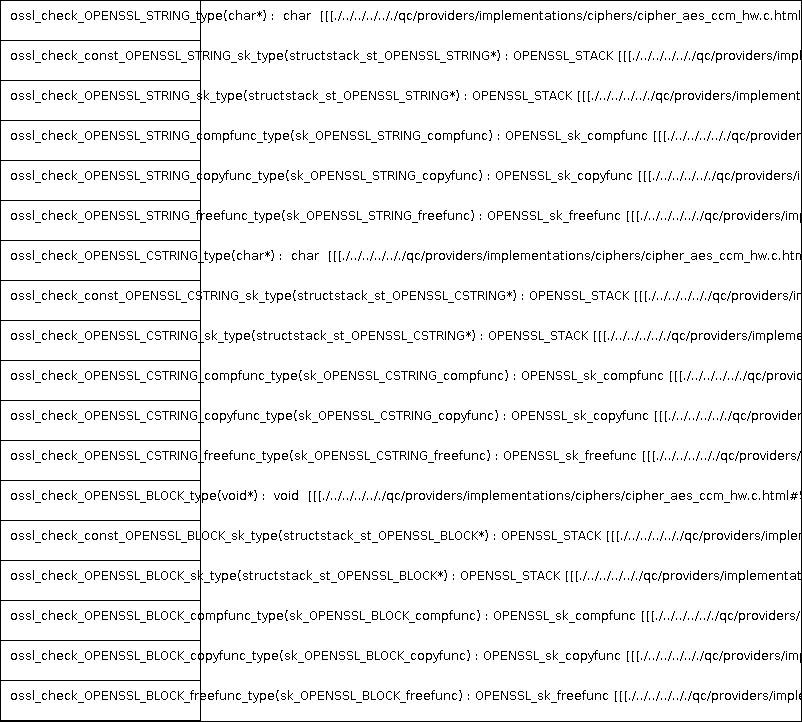 ossl_check_OPENSSL_STRING_type(char*) : char [[[./../../../../qc/providers/implementations/ciphers/cipher_aes_ccm_hw.c.html
ossl_check_const_OPENSSL_STRING_sk_type(structstack_st_OPENSSL_STRING*) : OPENSSL_STACK [[[./../../../../qc/providers/impl
ossl_check_OPENSSL_STRING_sk_type(structstack_st_OPENSSL_STRING*) : OPENSSL_STACK [[[./../../../../qc/providers/implement
ossl_check_OPENSSL_STRING_compfunc_type(sk_OPENSSL_STRING_compfunc) : OPENSSL_sk_compfunc [[[./../../../../qc/provider
ossl_check_OPENSSL_STRING_copyfunc_type(sk_OPENSSL_STRING_copyfunc) : OPENSSL_sk_copyfunc [[[./../../../../qc/providers/i
ossl_check_OPENSSL_STRING_freefunc_type(sk_OPENSSL_STRING_freefunc) : OPENSSL_sk_freefunc [[[./../../../../qc/providers/imp
ossl_check_OPENSSL_CSTRING_type(char*) : char [[[./../../../../qc/providers/implementations/ciphers/cipher_aes_ccm_hw.c.htm
ossl_check_const_OPENSSL_CSTRING_sk_type(structstack_st_OPENSSL_CSTRING*) : OPENSSL_STACK [[[./../../../../qc/providers/i
ossl_check_OPENSSL_CSTRING_sk_type(structstack_st_OPENSSL_CSTRING*) : OPENSSL_STACK [[[./../../../../qc/providers/impleme
ossl_check_OPENSSL_CSTRING_compfunc_type(sk_OPENSSL_CSTRING_compfunc) : OPENSSL_sk_compfunc [[[./../../../../qc/provid
ossl_check_OPENSSL_CSTRING_copyfunc_type(sk_OPENSSL_CSTRING_copyfunc) : OPENSSL_sk_copyfunc [[[./../../../../qc/provider
ossl_check_OPENSSL_CSTRING_freefunc_type(sk_OPENSSL_CSTRING_freefunc) : OPENSSL_sk_freefunc [[[./../../../../qc/providers/
ossl_check_OPENSSL_BLOCK_type(void*) : void [[[./../../../../qc/providers/implementations/ciphers/cipher_aes_ccm_hw.c.html#
ossl_check_const_OPENSSL_BLOCK_sk_type(structstack_st_OPENSSL_BLOCK*) : OPENSSL_STACK [[[./../../../../qc/providers/implem
ossl_check_OPENSSL_BLOCK_sk_type(structstack_st_OPENSSL_BLOCK*) : OPENSSL_STACK [[[./../../../../qc/providers/implementat
ossl_check_OPENSSL_BLOCK_compfunc_type(sk_OPENSSL_BLOCK_compfunc) : OPENSSL_sk_compfunc [[[./../../../../qc/providers/
ossl_check_OPENSSL_BLOCK_copyfunc_type(sk_OPENSSL_BLOCK_copyfunc) : OPENSSL_sk_copyfunc [[[./../../../../qc/providers/imp
ossl_check_OPENSSL_BLOCK_freefunc_type(sk_OPENSSL_BLOCK_freefunc) : OPENSSL_sk_freefunc [[[./../../../../qc/providers/imple